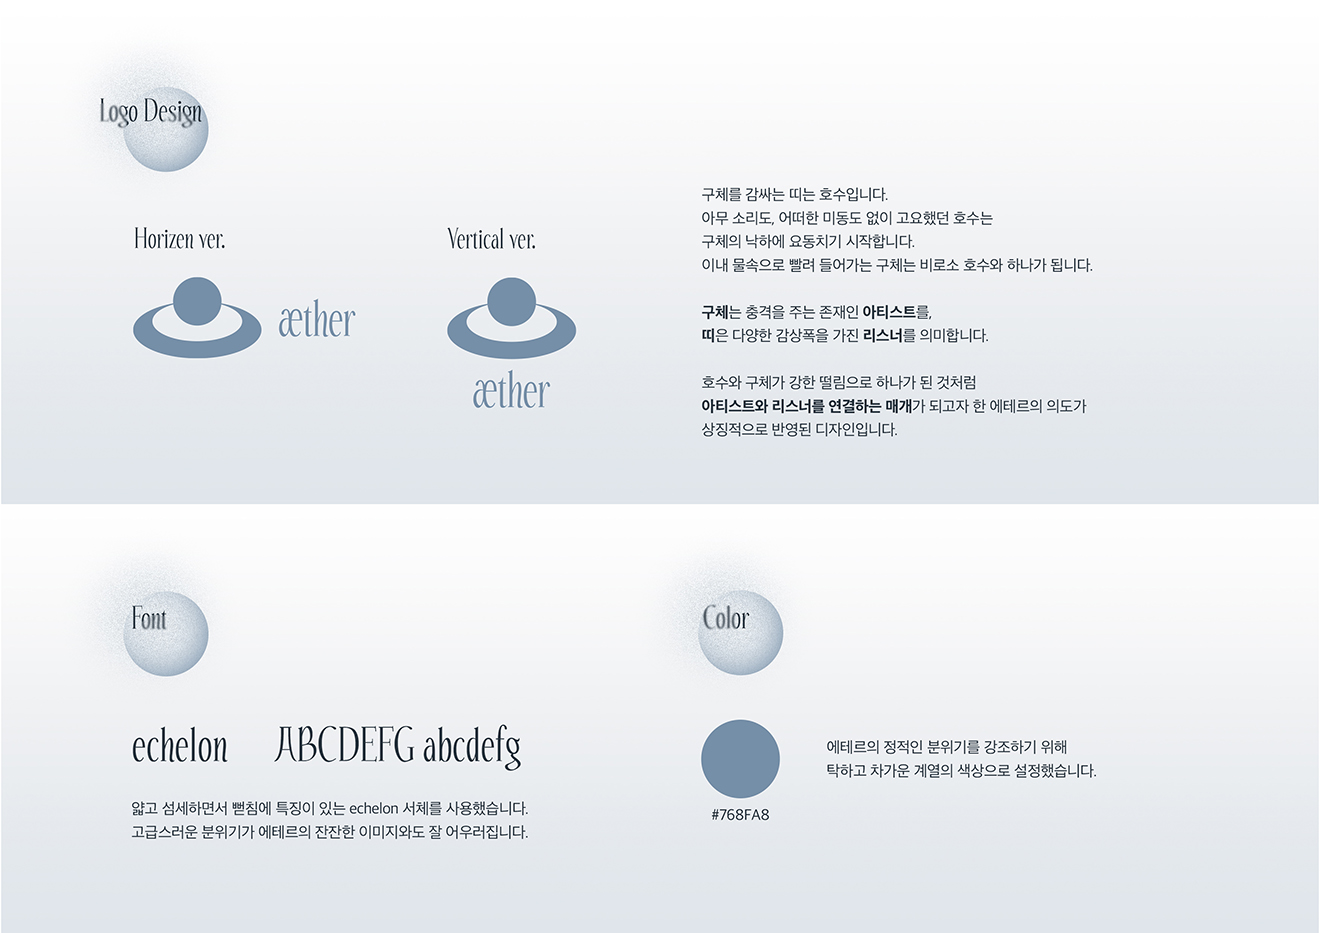 Logo Design
Horizen ver.
æther
Vertical ver.
æther
구체를 감싸는 띠는 호수입니다.
아무 소리도, 어떠한 미동도 없이 고요했던 호수는
구체의 낙하에 요동치기 시작합니다.
이내 물속으로 빨려 들어가는 구체는 비로소 호수와 하나가 됩니다.
구체는 충격을 주는 존재인 아티스트를,
띠은 다양한 감상폭을 가진 리스너를 의미합니다.
호수와 구체가 강한 떨림으로 하나가 된 것처럼
아티스트와 리스너를 연결하는 매개가 되고자 한 에테르의 의도가
상징적으로 반영된 디자인입니다.
Font
echelon ABCDEFG abcdefg
얇고 섬세하면서 뻗침에 특징이 있는 echelon 서체를 사용했습니다.
고급스러운 분위기가 에테르의 잔잔한 이미지와도 잘 어우러집니다.
Color
#768FA8
에테르의 정적인 분위기를 강조하기 위해
탁하고 차가운 계열의 색상으로 설정했습니다.